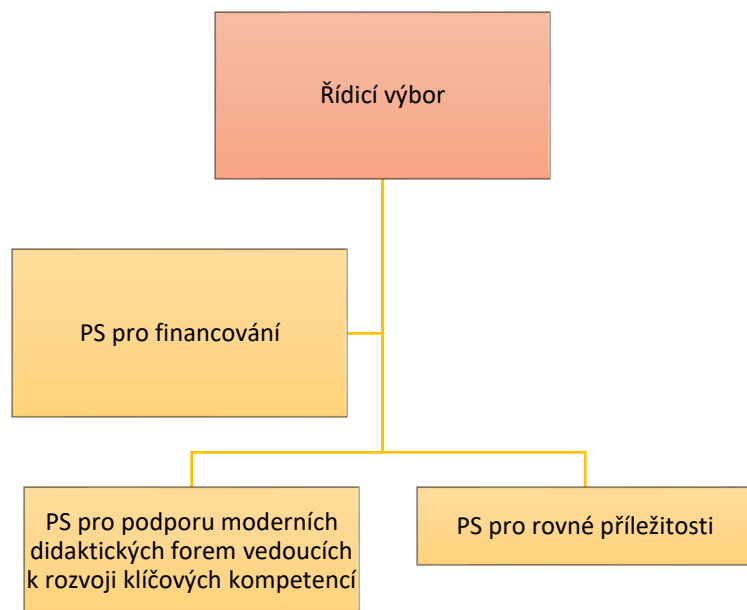 Řídicí výbor
PS pro financování
PS pro podporu moderních
didaktických forem vedoucích
k rozvoji klíčových kompetencí
PS pro rovné příležitosti